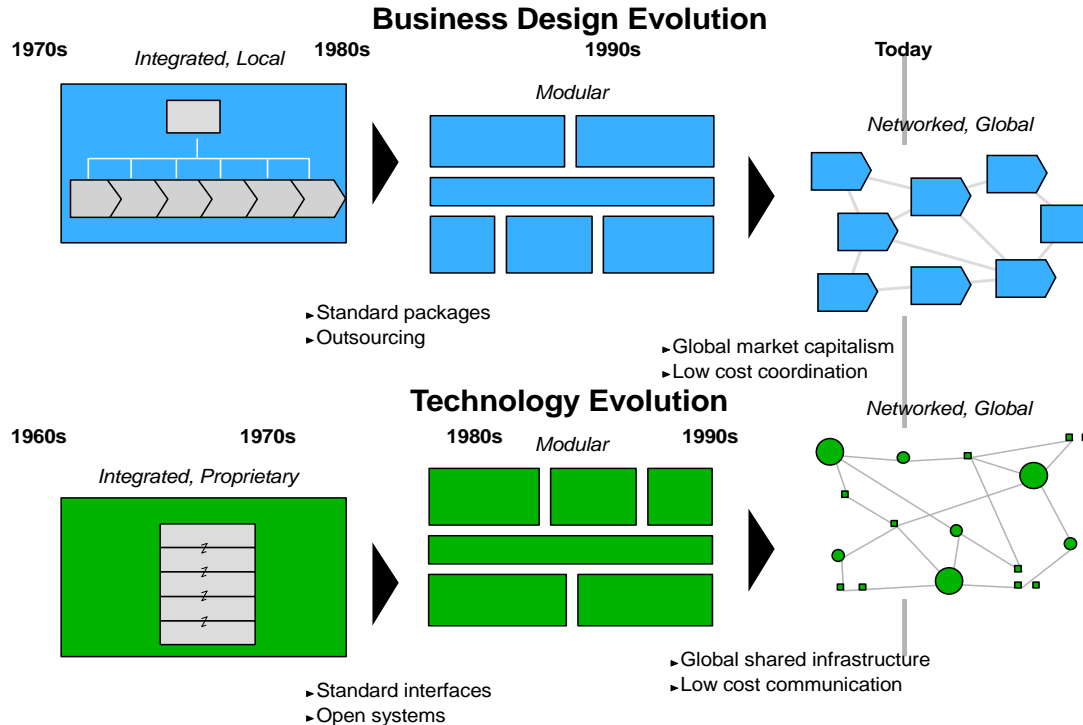 Business Design Evolution
1970s
1980s
1990s
Today
Integrated, Local
Modular
Networked, Global
►Standard packages
►Outsourcing
►Global market capitalism
►Low cost coordination
Technology Evolution
Networked, Global
1960s
1970s
1980s
1990s
Integrated, Proprietary
Modular
z
z
z
z
►Global shared infrastructure
►Low cost communication
►Standard interfaces
►Open systems